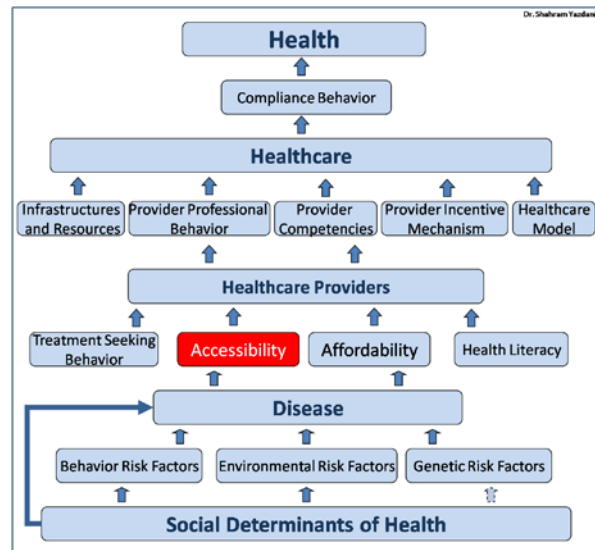 Dr. Shahram Yazdani
Health
Compliance Behavior
Healthcare
Infrastructures and Resources
Provider Professional Behavior
Provider Competencies
Provider Incentive Mechanism
Healthcare Model
Healthcare Providers
Treatment Seeking Behavior
Accessibility
Affordability
Health Literacy
Disease
Behavior Risk Factors
Environmental Risk Factors
Genetic Risk Factors
Social Determinants of Health